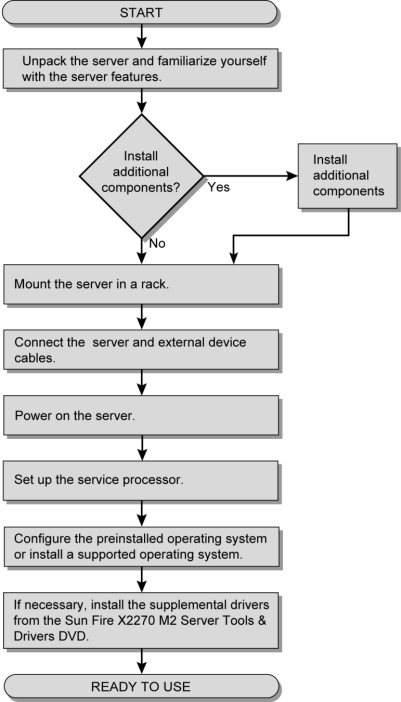 START
Unpack the server and familiarize yourself
with the server features.
Install
additional
components?
Yes
Install
additional
components
No
Mount the server in a rack.
Connect the server and external device
cables.
Power on the server.
Set up the service processor.
Configure the preinstalled operating system
or install a supported operating system.
If necessary, install the supplemental drivers
from the Sun Fire X2270 M2 Server Tools &
Drivers DVD.
READY TO USE